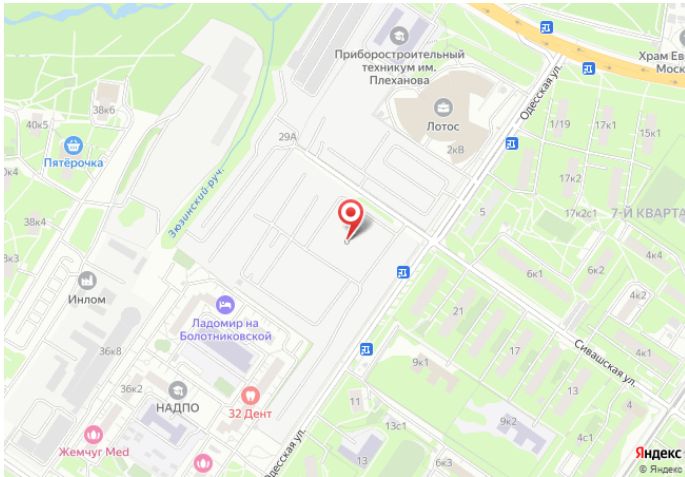 Приборостроительный
техникум им.
Плеханова
Храм Ев
Моск
Одесская ул.
38к6
40к5
Лотос
1/19
17к1
15к1
29А
2кВ
Пятёрочка
17к2
к4
Зюзинский руч.
5
17к2с1
7-Й КВАРТА
38к4
4к4
к3
6к1
6к2
Инлом
4к2
21
Ладомир на
Болотниковской
36к8
17
Сивашская ул.
4к1
9к1
36к2
13
4
НАДПО
32 Дент
11
13с1
9к2
4с1
Жемчуг Med
Одесская ул.
13
6к3
Яндекс
© Яндекс